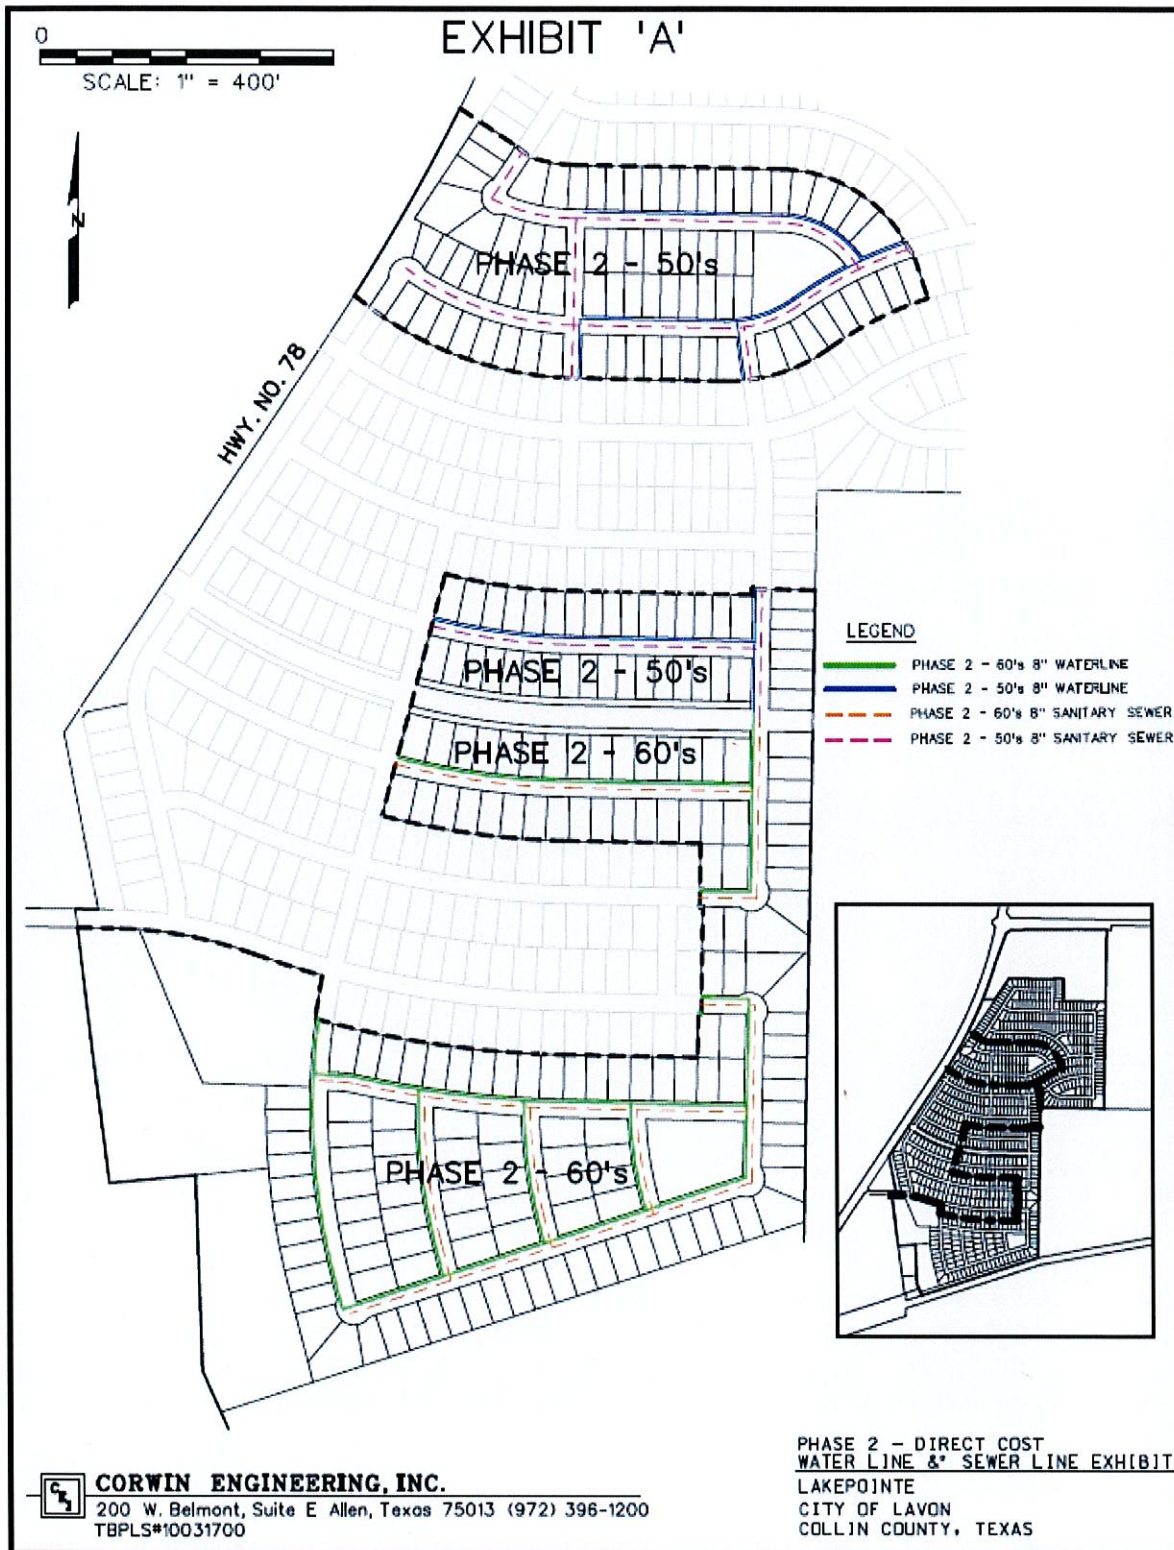 EXHIBIT 'A'
0
SCALE: 1" = 400'
N
PHASE 2 - 50's
HWY. NO. 78
LEGEND
PHASE 2 - 60's 8" WATERLINE
PHASE 2 - 50's 8" WATERLINE
PHASE 2 - 60's 8" SANITARY SEWER
PHASE 2 - 50's 8" SANITARY SEWER
PHASE 2 - 50's
PHASE 2 - 60's
PHASE 2 - 60's
PHASE 2 - DIRECT COST
WATER LINE &" SEWER LINE EXHIBIT
LAKEPOINTE
CITY OF LAVON
COLLIN COUNTY, TEXAS
CORWIN ENGINEERING, INC.
200 W. Belmont, Suite E Allen, Texas 75013 (972) 396-1200
TBPLS#10031700